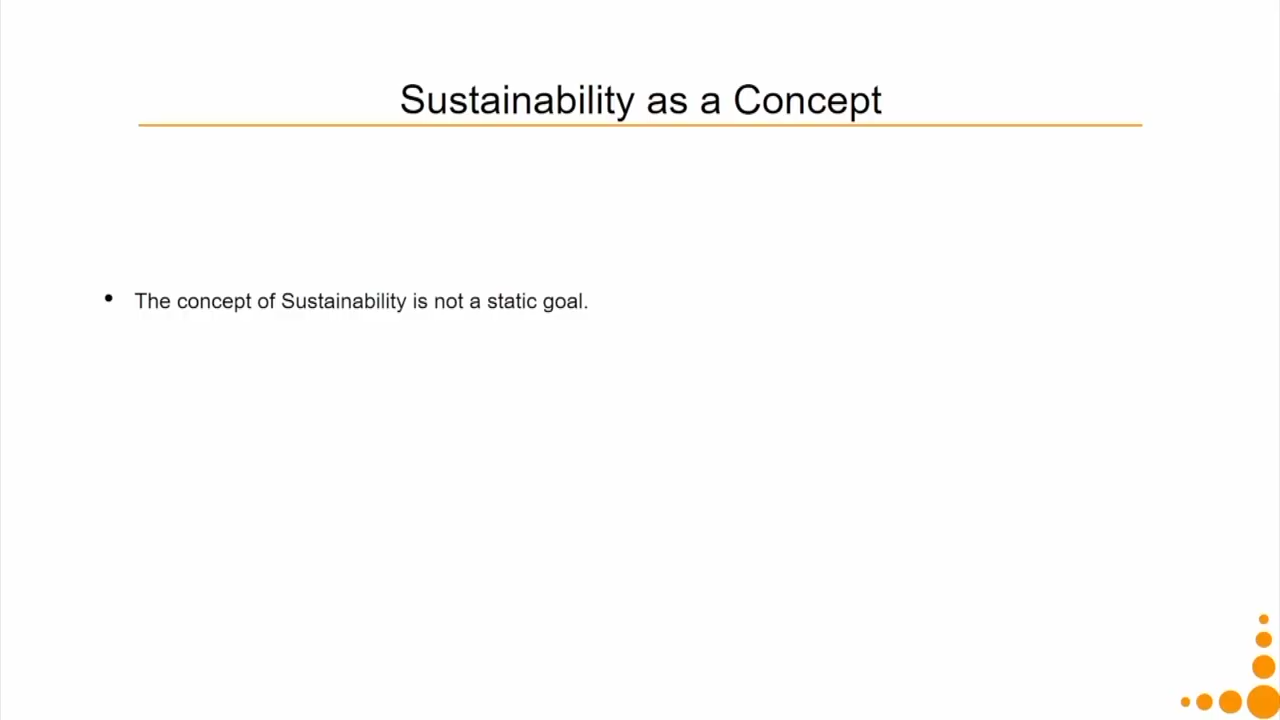 Sustainability as a Concept
• The concept of Sustainability is not a static goal.